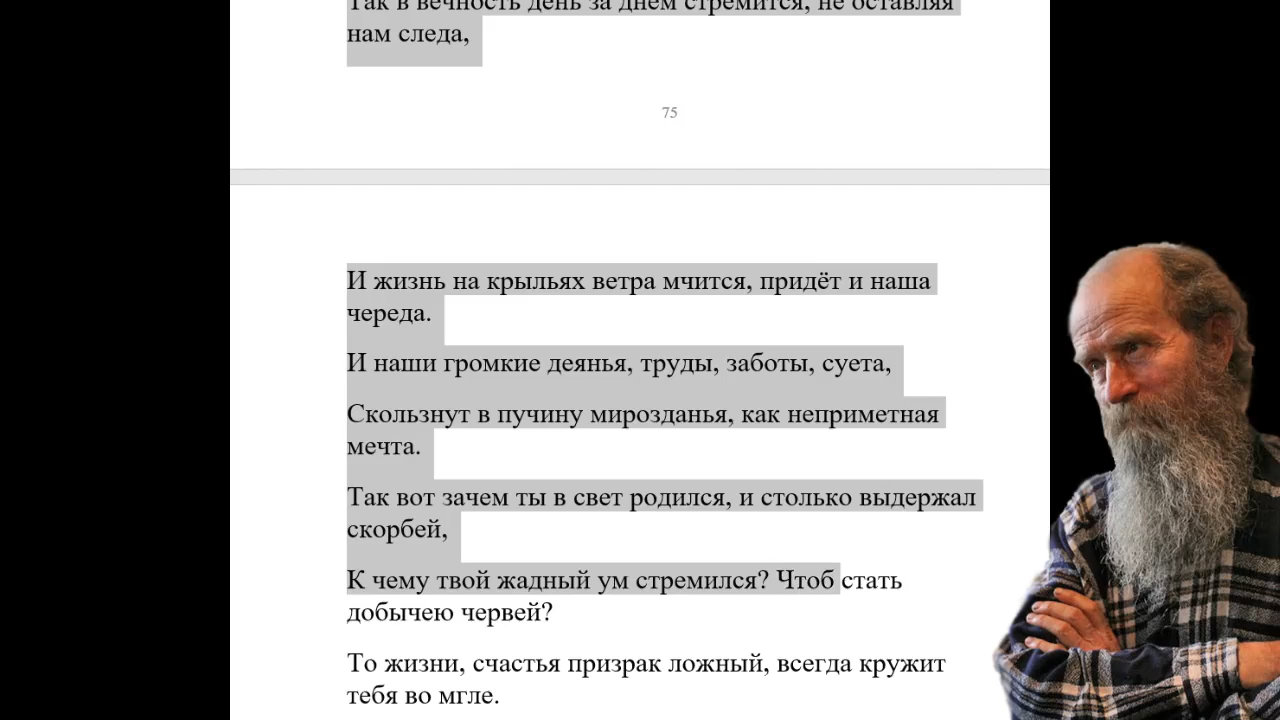 Так в вечность день за днем стремится, не оставляя
нам следа,
75
И жизнь на крыльях ветра мчится, придёт и наша
череда.
И наши громкие деянья, труды, заботы, суета,
Скользнут в пучину мирозданья, как неприметная
мечта.
Так вот зачем ты в свет родился, и столько выдержал
скорбей,
К чему твой жадный ум стремился? Чтоб стать
добычею червей?
То жизни, счастья призрак ложный, всегда кружит
тебя во мгле.